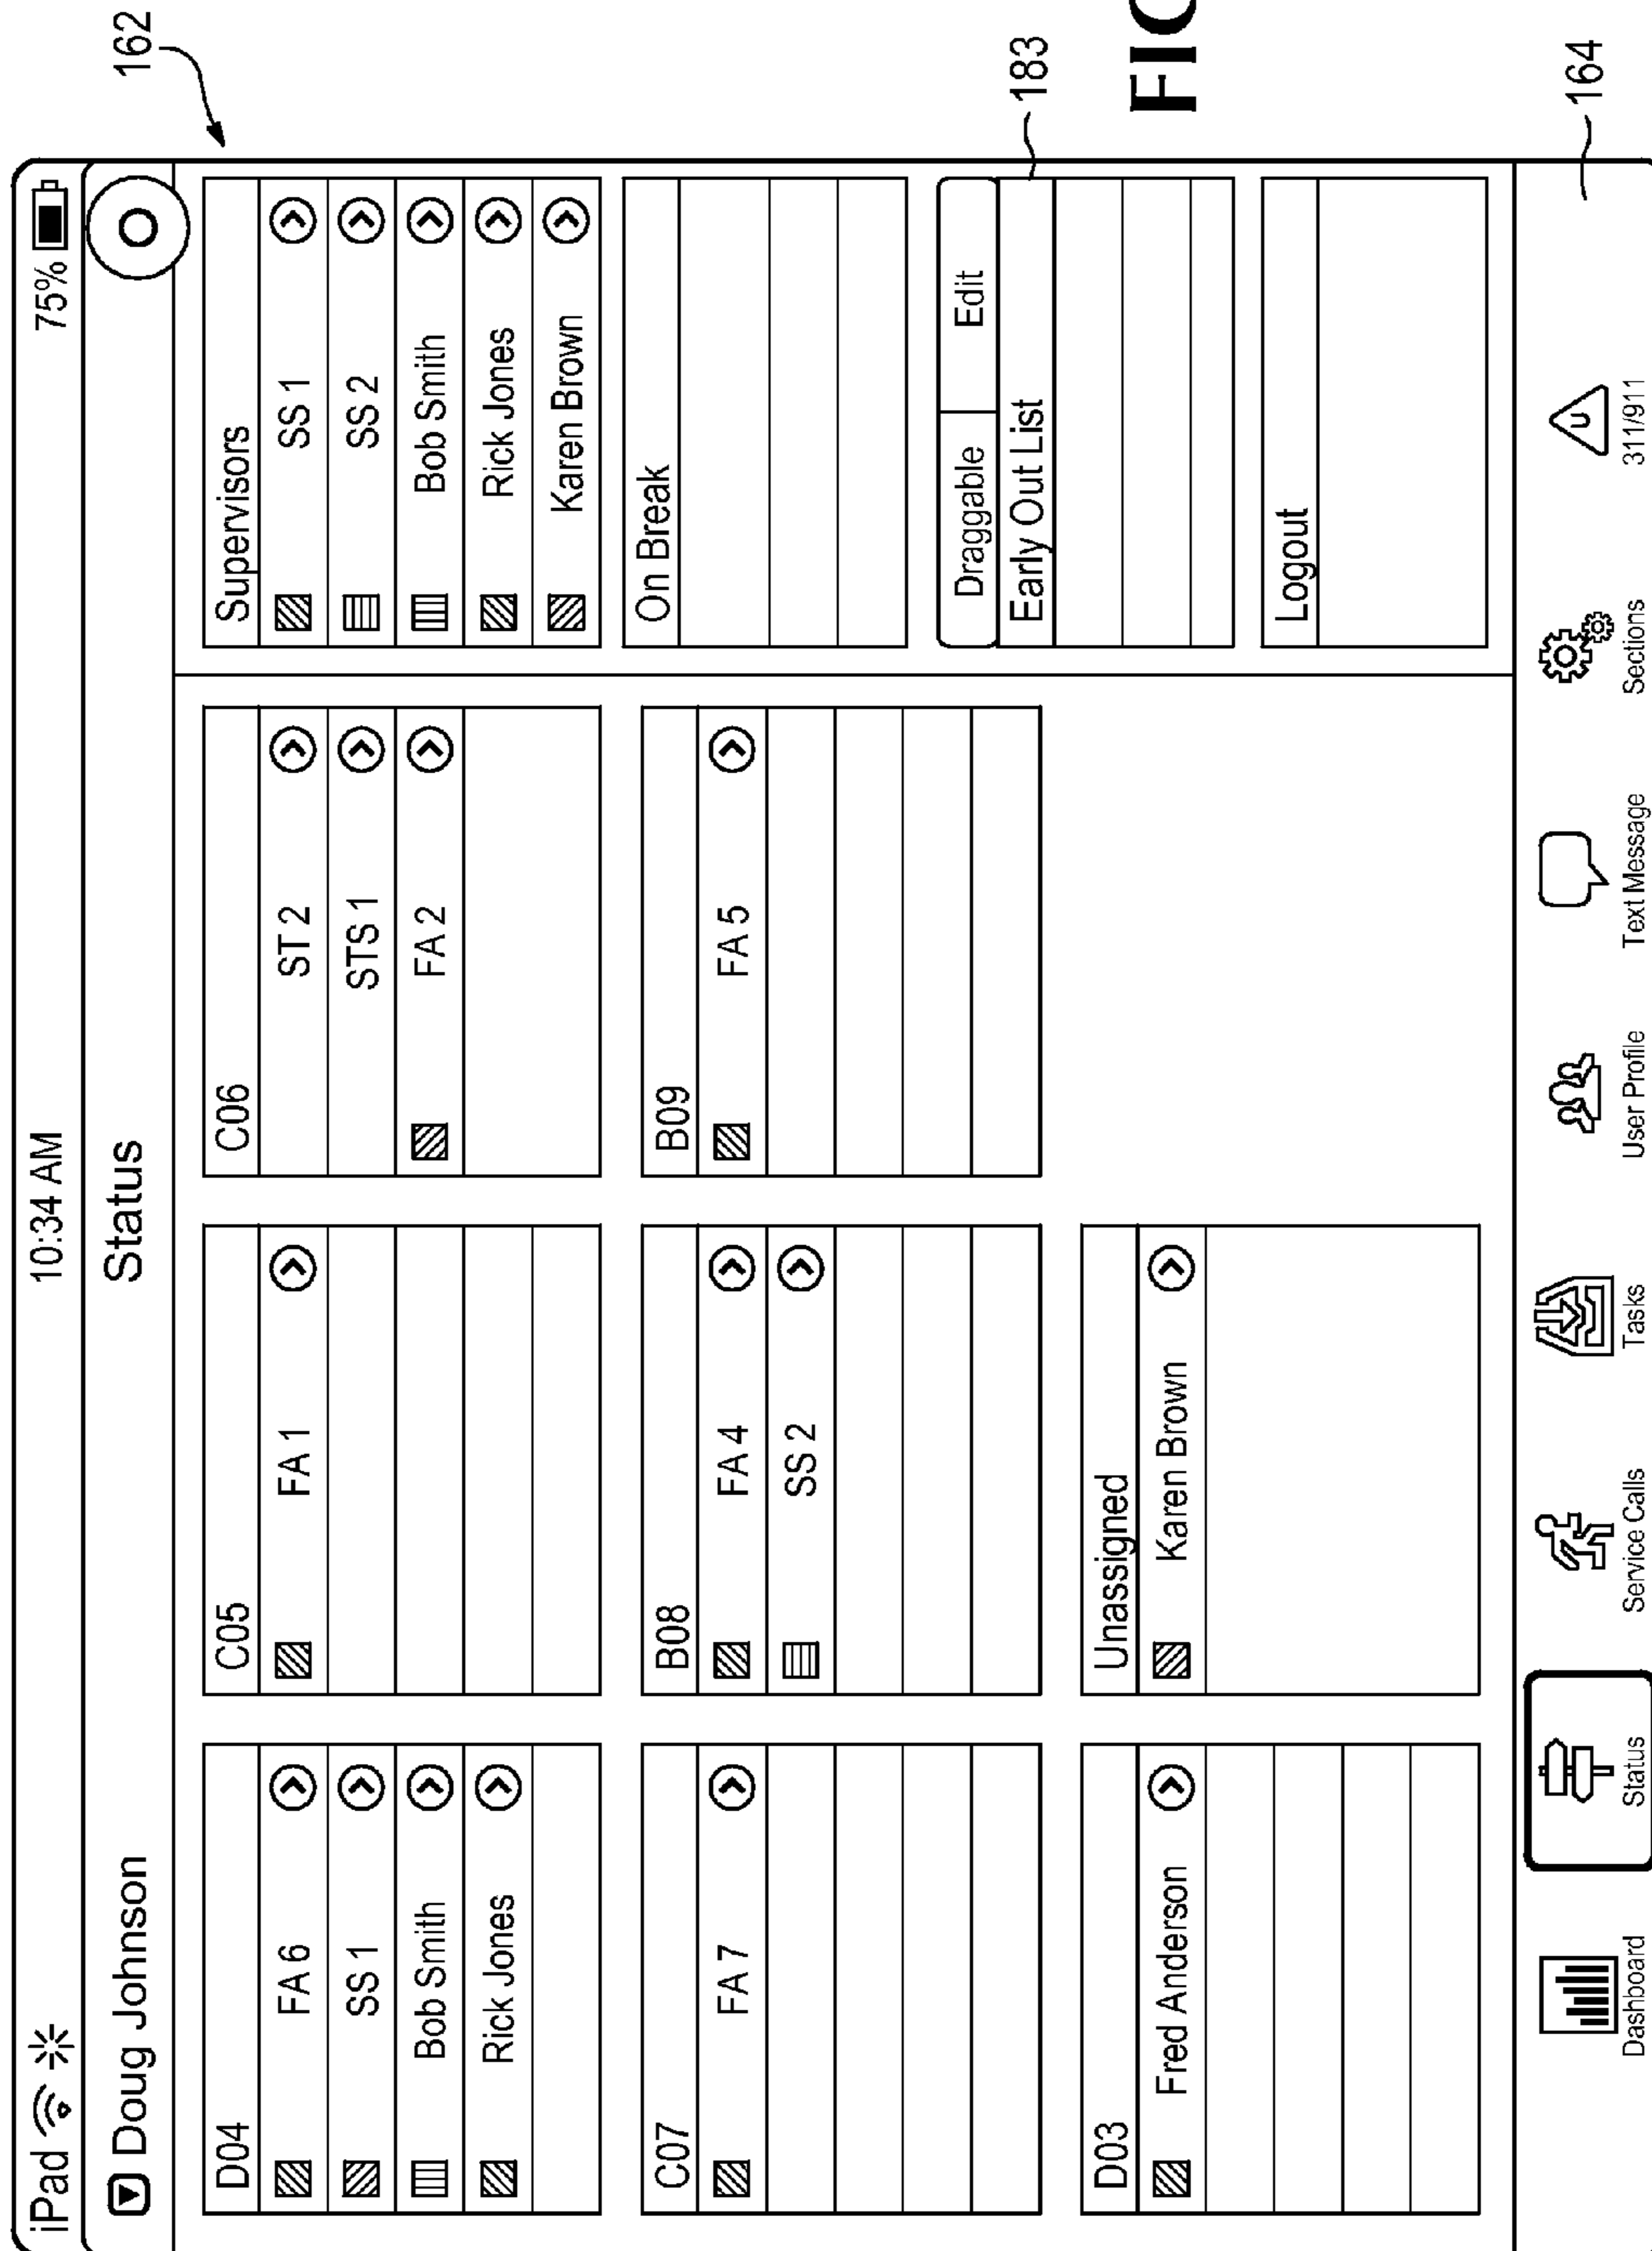 iPad 10:34 AM 75%
Doug Johnson Status
162
D04
FA 6
SS 1
Bob Smith
Rick Jones
C05
FA 1
C06
ST 2
STS 1
FA 2
Supervisors
SS 1
SS 2
Bob Smith
Rick Jones
Karen Brown
C07
FA 7
B08
FA 4
SS 2
B09
FA 5
On Break
D03
Fred Anderson
Unassigned
Karen Brown
Draggable Edit
Early Out List
183
Logout
FIG
Dashboard Status Service Calls Tasks User Profile Text Message Sections 311/911
164